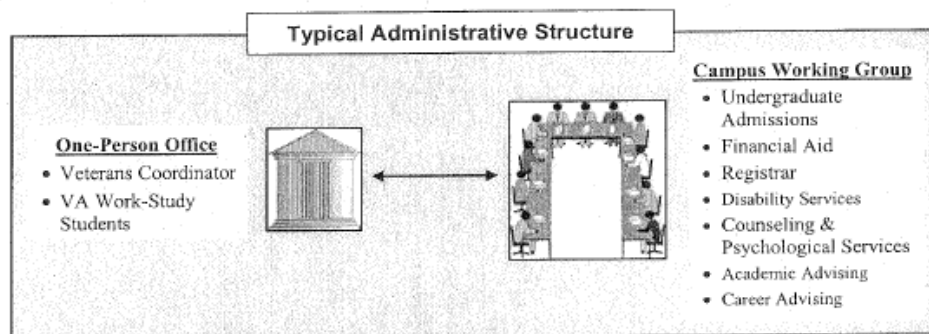 Typical Administrative Structure
One-Person Office
• Veterans Coordinator
• VA Work-Study
Students
Campus Working Group
• Undergraduate
Admissions
• Financial Aid
• Registrar
• Disability Services
• Counseling &
Psychological Services
• Academic Advising
• Career Advising